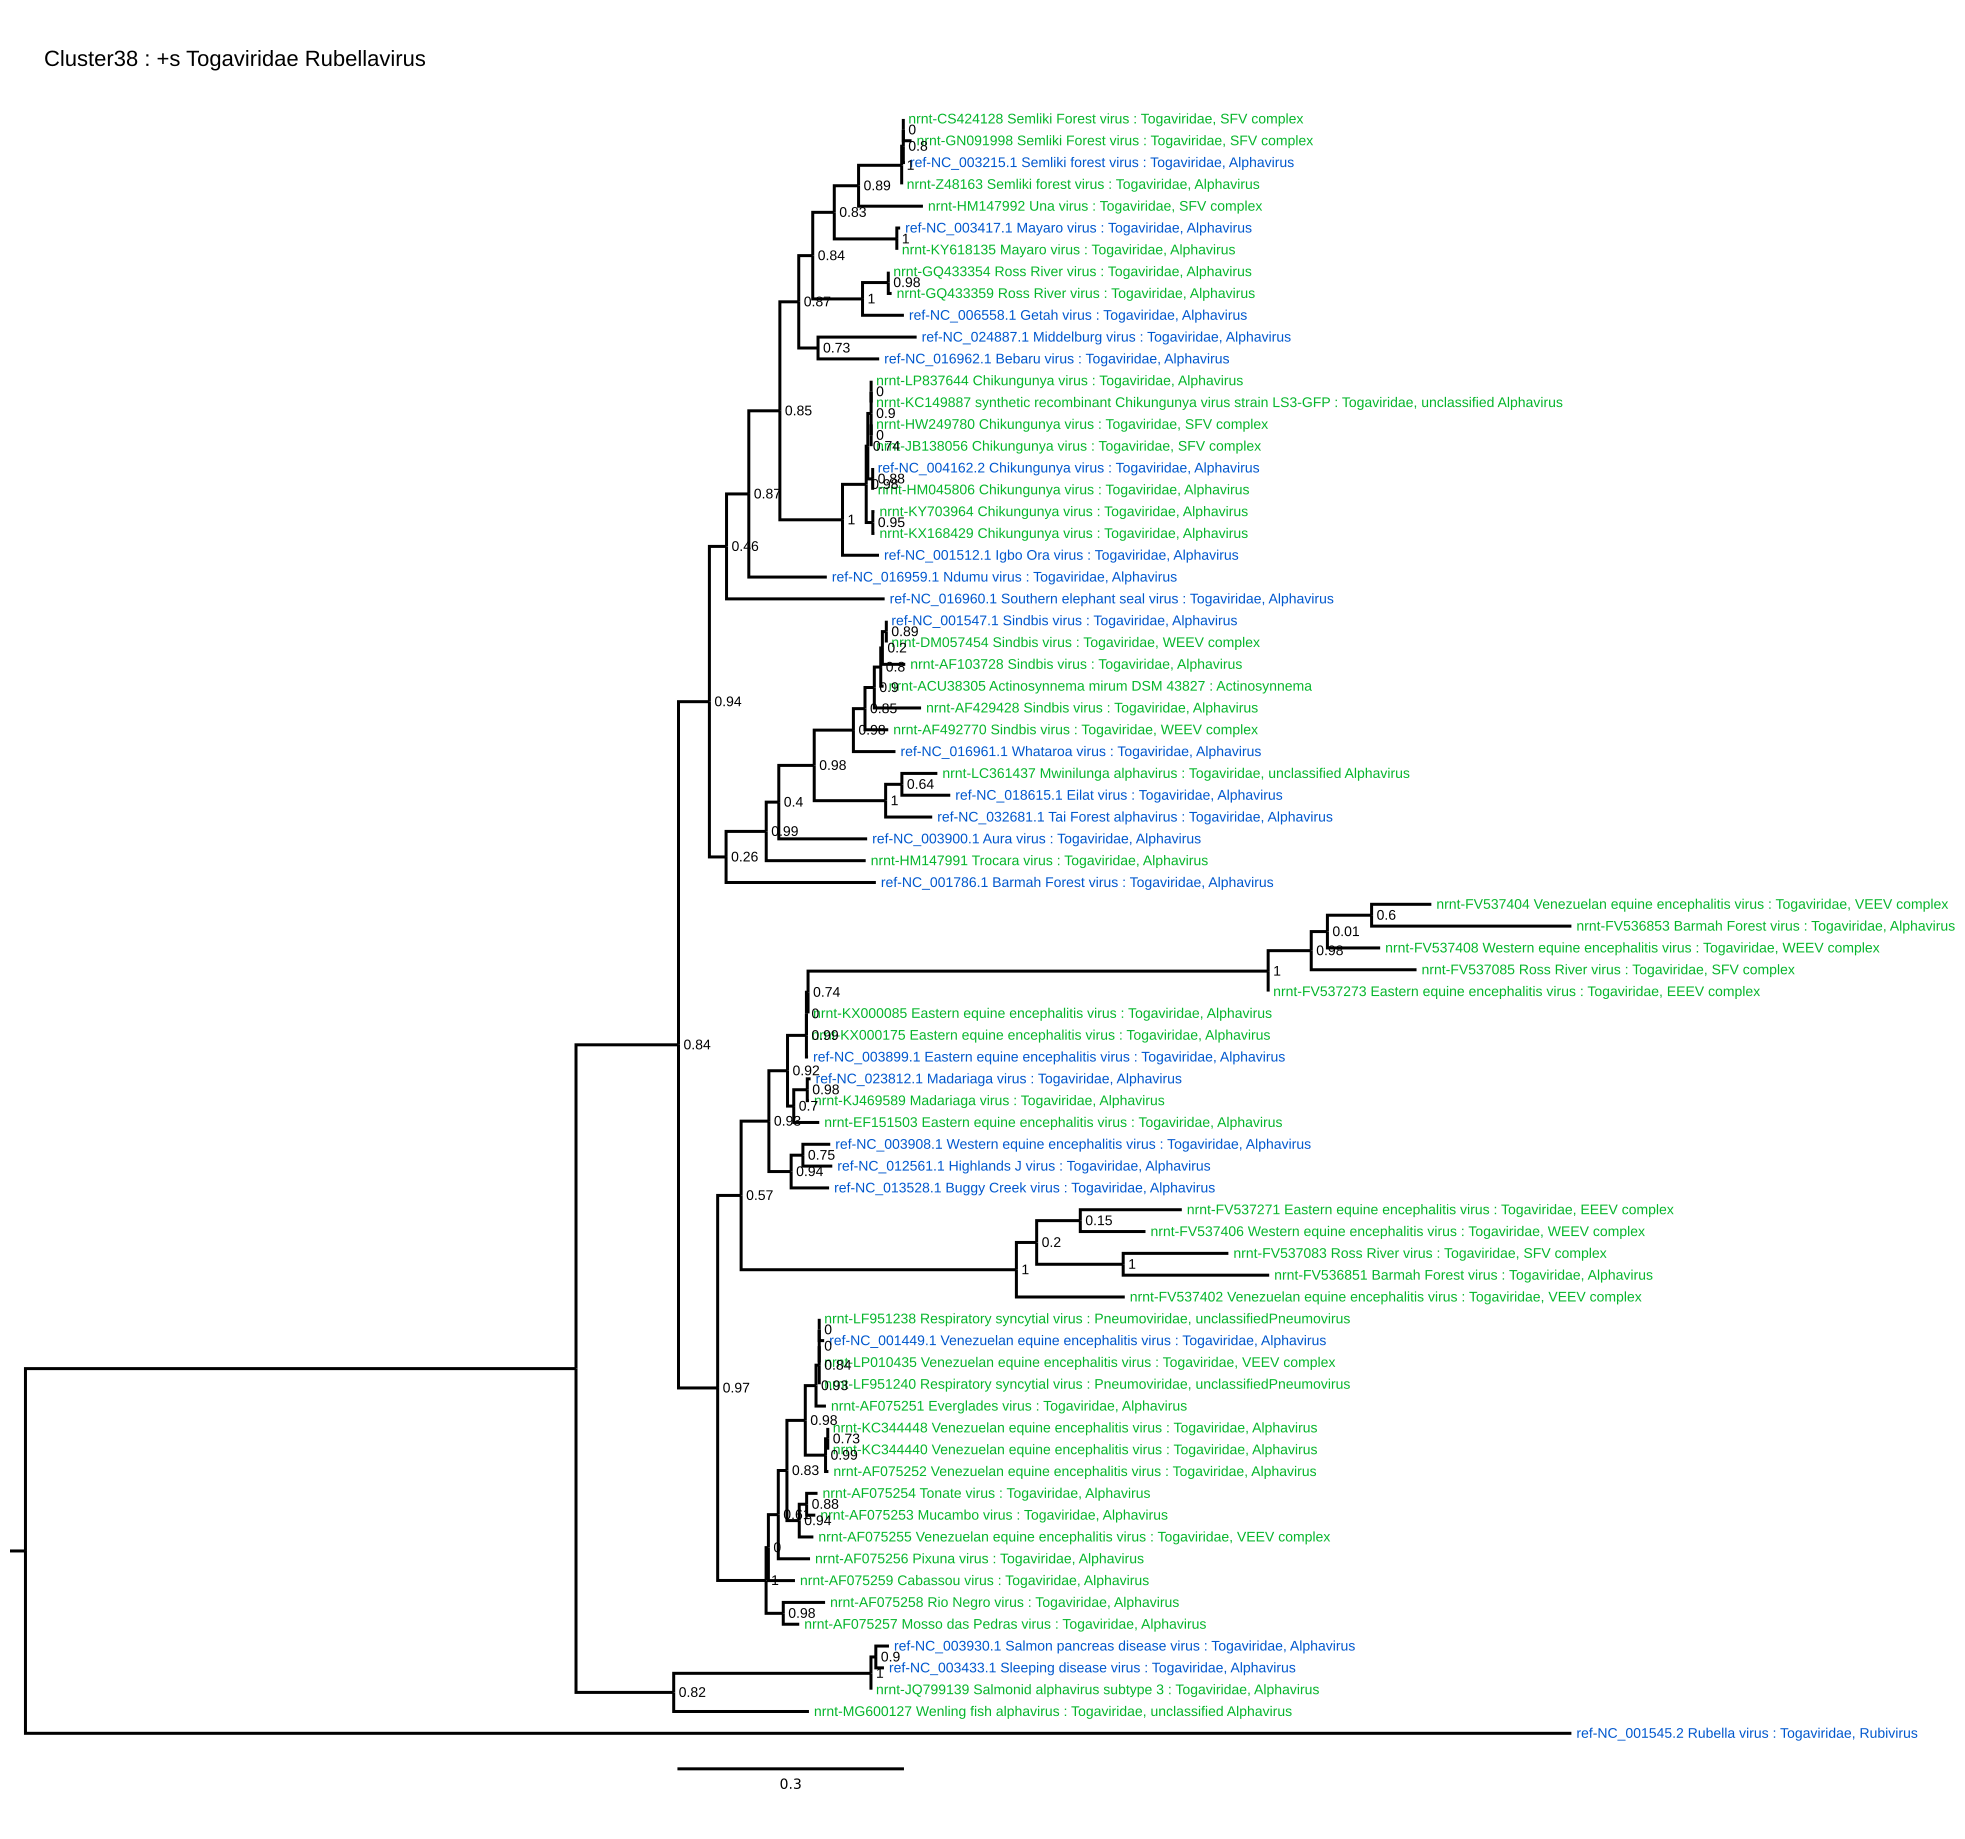 Cluster38 : +s Togaviridae Rubellavirus
nrnt-CS424128 Semliki Forest virus : Togaviridae, SFV complex
0
nrnt-GN091998 Semliki Forest virus : Togaviridae, SFV complex
0.8
ref-NC_003215.1 Semliki forest virus : Togaviridae, Alphavirus
1
nrnt-Z48163 Semliki forest virus : Togaviridae, Alphavirus
0.89
nrnt-HM147992 Una virus : Togaviridae, SFV complex
0.83
ref-NC_003417.1 Mayaro virus : Togaviridae, Alphavirus
1
nrnt-KY618135 Mayaro virus : Togaviridae, Alphavirus
0.84
nrnt-GQ433354 Ross River virus : Togaviridae, Alphavirus
0.98
nrnt-GQ433359 Ross River virus : Togaviridae, Alphavirus
1
0.87
ref-NC_006558.1 Getah virus : Togaviridae, Alphavirus
ref-NC_024887.1 Middelburg virus : Togaviridae, Alphavirus
0.73
ref-NC_016962.1 Bebaru virus : Togaviridae, Alphavirus
nrnt-LP837644 Chikungunya virus : Togaviridae, Alphavirus
0
nrnt-KC149887 synthetic recombinant Chikungunya virus strain LS3-GFP : Togaviridae, unclassified Alphavirus
0.85
0.9
nrnt-HW249780 Chikungunya virus : Togaviridae, SFV complex
0
nrnt-JB138056 Chikungunya virus : Togaviridae, SFV complex
0.74
ref-NC_004162.2 Chikungunya virus : Togaviridae, Alphavirus
0.88
0.98
nrnt-HM045806 Chikungunya virus : Togaviridae, Alphavirus
0.87
nrnt-KY703964 Chikungunya virus : Togaviridae, Alphavirus
1
0.95
nrnt-KX168429 Chikungunya virus : Togaviridae, Alphavirus
0.46
ref-NC_001512.1 Igbo Ora virus : Togaviridae, Alphavirus
ref-NC_016959.1 Ndumu virus : Togaviridae, Alphavirus
ref-NC_016960.1 Southern elephant seal virus : Togaviridae, Alphavirus
ref-NC_001547.1 Sindbis virus : Togaviridae, Alphavirus
0.89
nrnt-DM057454 Sindbis virus : Togaviridae, WEEV complex
0.2
nrnt-AF103728 Sindbis virus : Togaviridae, Alphavirus
0.8
nrnt-ACU38305 Actinosynnema mirum DSM 43827 : Actinosynnema
0.9
0.94
nrnt-AF429428 Sindbis virus : Togaviridae, Alphavirus
0.85
nrnt-AF492770 Sindbis virus : Togaviridae, WEEV complex
0.98
ref-NC_016961.1 Whataroa virus : Togaviridae, Alphavirus
0.98
nrnt-LC361437 Mwinilunga alphavirus : Togaviridae, unclassified Alphavirus
0.64
ref-NC_018615.1 Eilat virus : Togaviridae, Alphavirus
1
0.4
ref-NC_032681.1 Tai Forest alphavirus : Togaviridae, Alphavirus
0.99
ref-NC_003900.1 Aura virus : Togaviridae, Alphavirus
0.26
nrnt-HM147991 Trocara virus : Togaviridae, Alphavirus
ref-NC_001786.1 Barmah Forest virus : Togaviridae, Alphavirus
nrnt-FV537404 Venezuelan equine encephalitis virus : Togaviridae, VEEV complex
0.6
nrnt-FV536853 Barmah Forest virus : Togaviridae, Alphavirus
0.01
nrnt-FV537408 Western equine encephalitis virus : Togaviridae, WEEV complex
0.98
nrnt-FV537085 Ross River virus : Togaviridae, SFV complex
1
nrnt-FV537273 Eastern equine encephalitis virus : Togaviridae, EEEV complex
0.74
nrnt-KX000085 Eastern equine encephalitis virus : Togaviridae, Alphavirus
0
nrnt-KX000175 Eastern equine encephalitis virus : Togaviridae, Alphavirus
0.99
0.84
ref-NC_003899.1 Eastern equine encephalitis virus : Togaviridae, Alphavirus
0.92
ref-NC_023812.1 Madariaga virus : Togaviridae, Alphavirus
0.98
nrnt-KJ469589 Madariaga virus : Togaviridae, Alphavirus
0.7
nrnt-EF151503 Eastern equine encephalitis virus : Togaviridae, Alphavirus
0.93
ref-NC_003908.1 Western equine encephalitis virus : Togaviridae, Alphavirus
0.75
ref-NC_012561.1 Highlands J virus : Togaviridae, Alphavirus
0.94
ref-NC_013528.1 Buggy Creek virus : Togaviridae, Alphavirus
0.57
nrnt-FV537271 Eastern equine encephalitis virus : Togaviridae, EEEV complex
0.15
nrnt-FV537406 Western equine encephalitis virus : Togaviridae, WEEV complex
0.2
nrnt-FV537083 Ross River virus : Togaviridae, SFV complex
1
1
nrnt-FV536851 Barmah Forest virus : Togaviridae, Alphavirus
nrnt-FV537402 Venezuelan equine encephalitis virus : Togaviridae, VEEV complex
nrnt-LF951238 Respiratory syncytial virus : Pneumoviridae, unclassifiedPneumovirus
0
ref-NC_001449.1 Venezuelan equine encephalitis virus : Togaviridae, Alphavirus
0
nrnt-LP010435 Venezuelan equine encephalitis virus : Togaviridae, VEEV complex
0.84
nrnt-LF951240 Respiratory syncytial virus : Pneumoviridae, unclassifiedPneumovirus
0.93
0.97
nrnt-AF075251 Everglades virus : Togaviridae, Alphavirus
0.98
nrnt-KC344448 Venezuelan equine encephalitis virus : Togaviridae, Alphavirus
0.73
nrnt-KC344440 Venezuelan equine encephalitis virus : Togaviridae, Alphavirus
0.99
nrnt-AF075252 Venezuelan equine encephalitis virus : Togaviridae, Alphavirus
0.83
nrnt-AF075254 Tonate virus : Togaviridae, Alphavirus
0.88
nrnt-AF075253 Mucambo virus : Togaviridae, Alphavirus
0.94
nrnt-AF075255 Venezuelan equine encephalitis virus : Togaviridae, VEEV complex
0
nrnt-AF075256 Pixuna virus : Togaviridae, Alphavirus
1
nrnt-AF075259 Cabassou virus : Togaviridae, Alphavirus
nrnt-AF075258 Rio Negro virus : Togaviridae, Alphavirus
0.98
nrnt-AF075257 Mosso das Pedras virus : Togaviridae, Alphavirus
ref-NC_003930.1 Salmon pancreas disease virus : Togaviridae, Alphavirus
0.9
ref-NC_003433.1 Sleeping disease virus : Togaviridae, Alphavirus
1
nrnt-JQ799139 Salmonid alphavirus subtype 3 : Togaviridae, Alphavirus
0.82
nrnt-MG600127 Wenling fish alphavirus : Togaviridae, unclassified Alphavirus
ref-NC_001545.2 Rubella virus : Togaviridae, Rubivirus
0.3